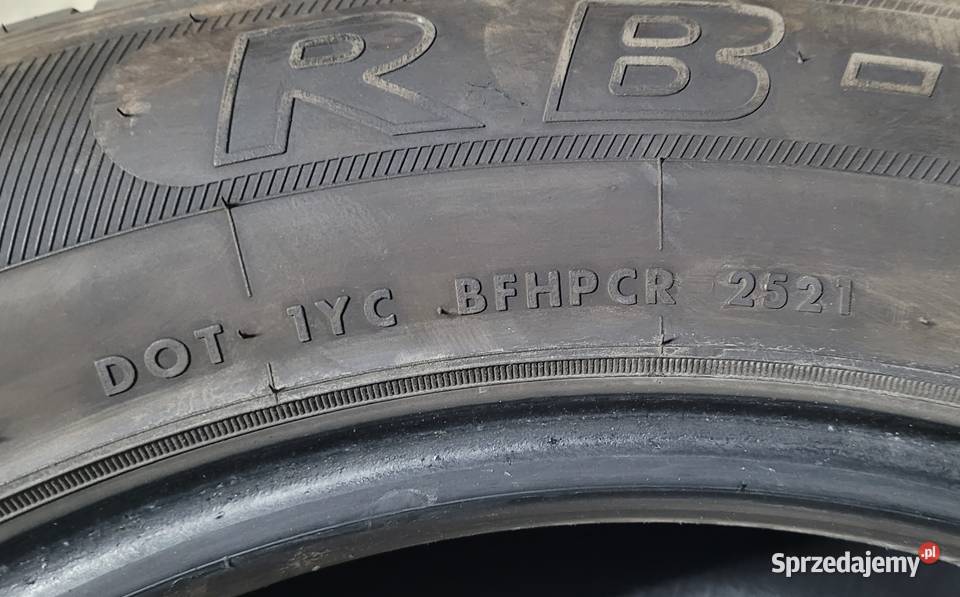 RB-
DOT 1YC BFHPCR 2521
Sprzedajemy.pl